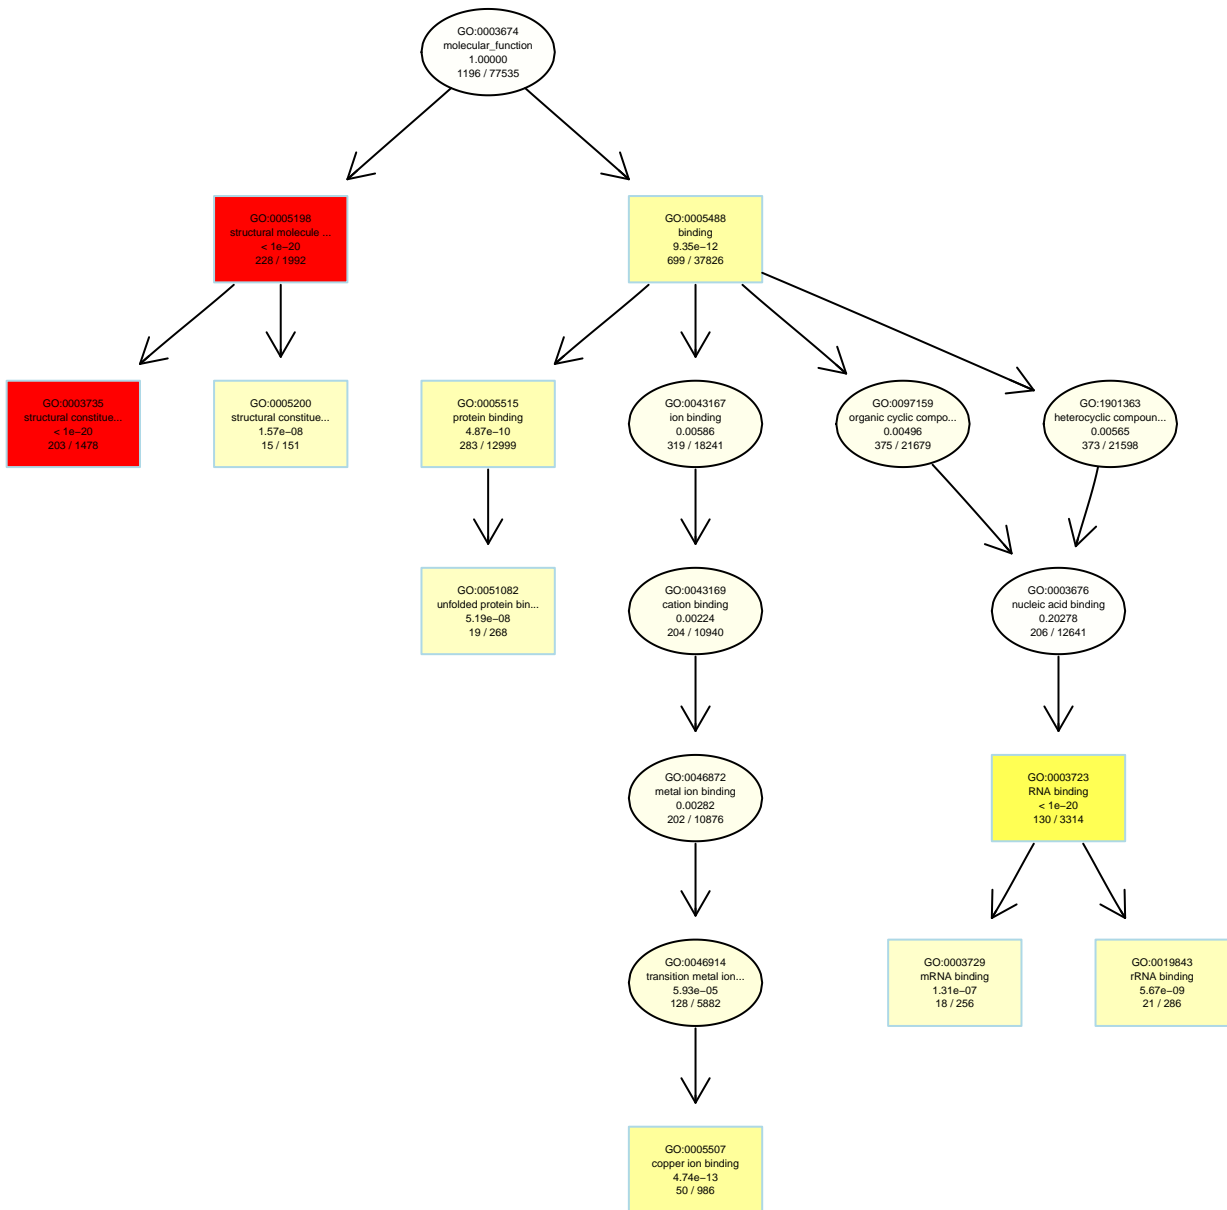 GO:0003674
molecular_function
1.00000
1196 / 77535
GO:0005198
structural molecule ...
< 1e−20
228 / 1992
GO:0005488
binding
9.35e−12
699 / 37826
GO:0003735
structural constitue...
< 1e−20
203 / 1478
GO:0005200
structural constitue...
1.57e−08
15 / 151
GO:0005515
protein binding
4.87e−10
283 / 12999
GO:0043167
ion binding
0.00586
319 / 18241
GO:0097159
organic cyclic compo...
0.00496
375 / 21679
GO:1901363
heterocyclic compoun...
0.00565
373 / 21598
GO:0051082
unfolded protein bin...
5.19e−08
19 / 268
GO:0043169
cation binding
0.00224
204 / 10940
GO:0003676
nucleic acid binding
0.20278
206 / 12641
GO:0046872
metal ion binding
0.00282
202 / 10876
GO:0003723
RNA binding
< 1e−20
130 / 3314
GO:0046914
transition metal ion...
5.93e−05
128 / 5882
GO:0003729
mRNA binding
1.31e−07
18 / 256
GO:0019843
rRNA binding
5.67e−09
21 / 286
GO:0005507
copper ion binding
4.74e−13
50 / 986